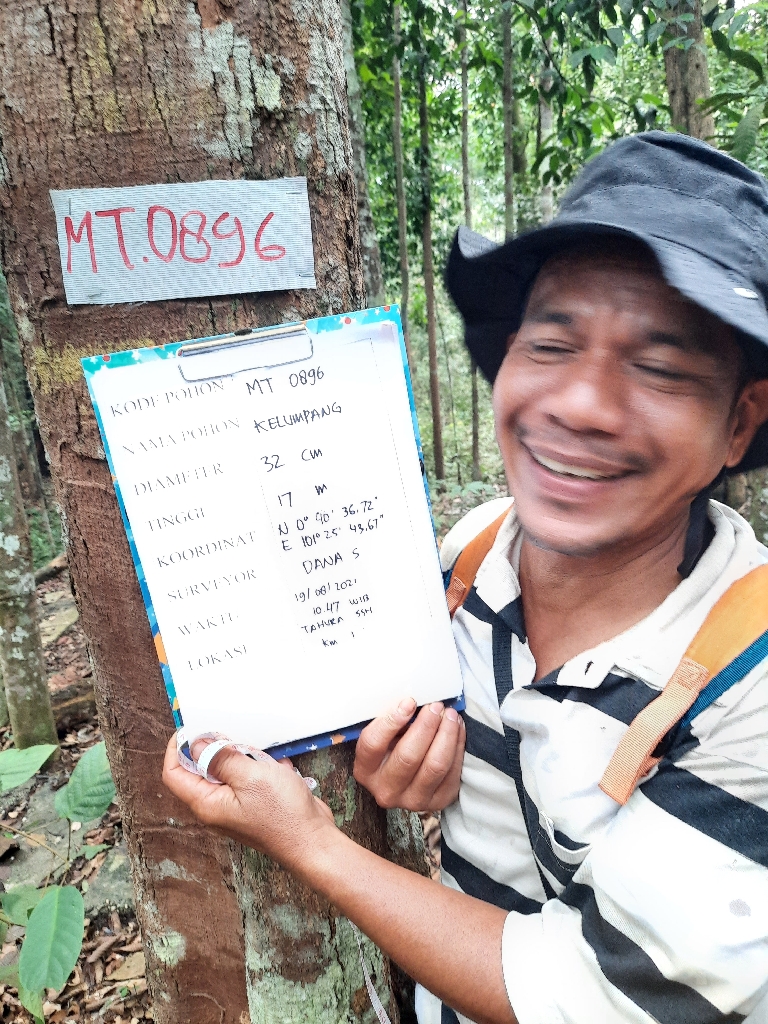 MT.0896
KODE POHON MT 0896
NAMA POHON KELUMPANG
DIAMETER 32 CM
TINGGI 17 m
KOORDINAT N 0° 40' 36.72"
E 101° 25' 43.67"
SURVEYOR DANA S
WAKTU 19/08/2021
10.47 WIB
LOKASI TAHURA SSH
Km 1